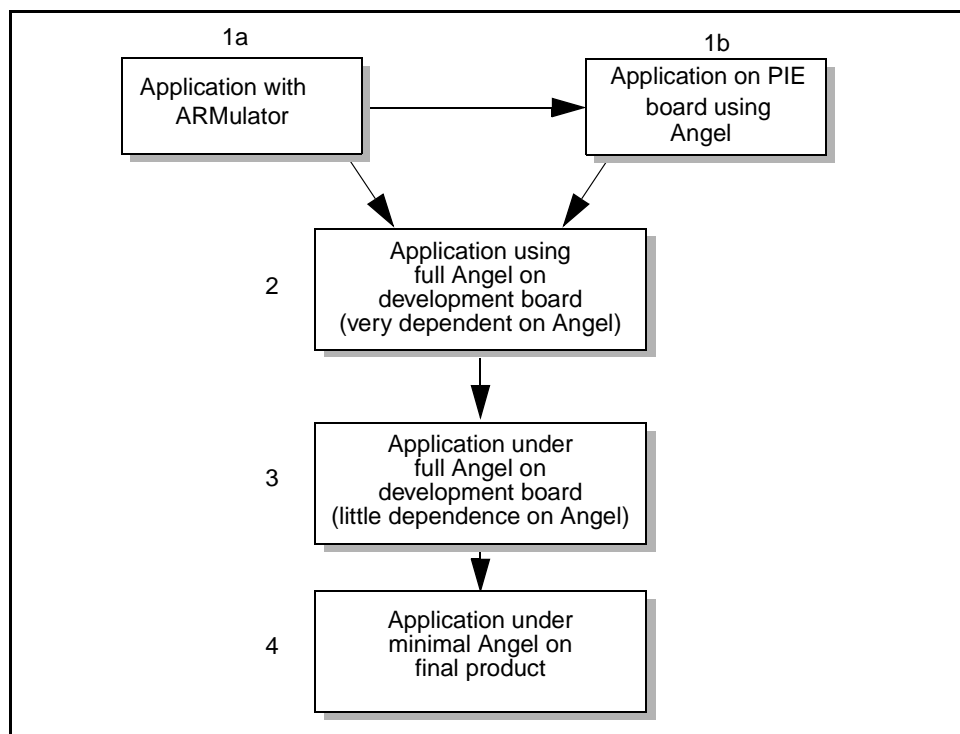 1a
Application with
ARMulator
1b
Application on PIE
board using
Angel
2
Application using
full Angel on
development board
(very dependent on Angel)
3
Application under
full Angel on
development board
(little dependence on Angel)
4
Application under
minimal Angel on
final product